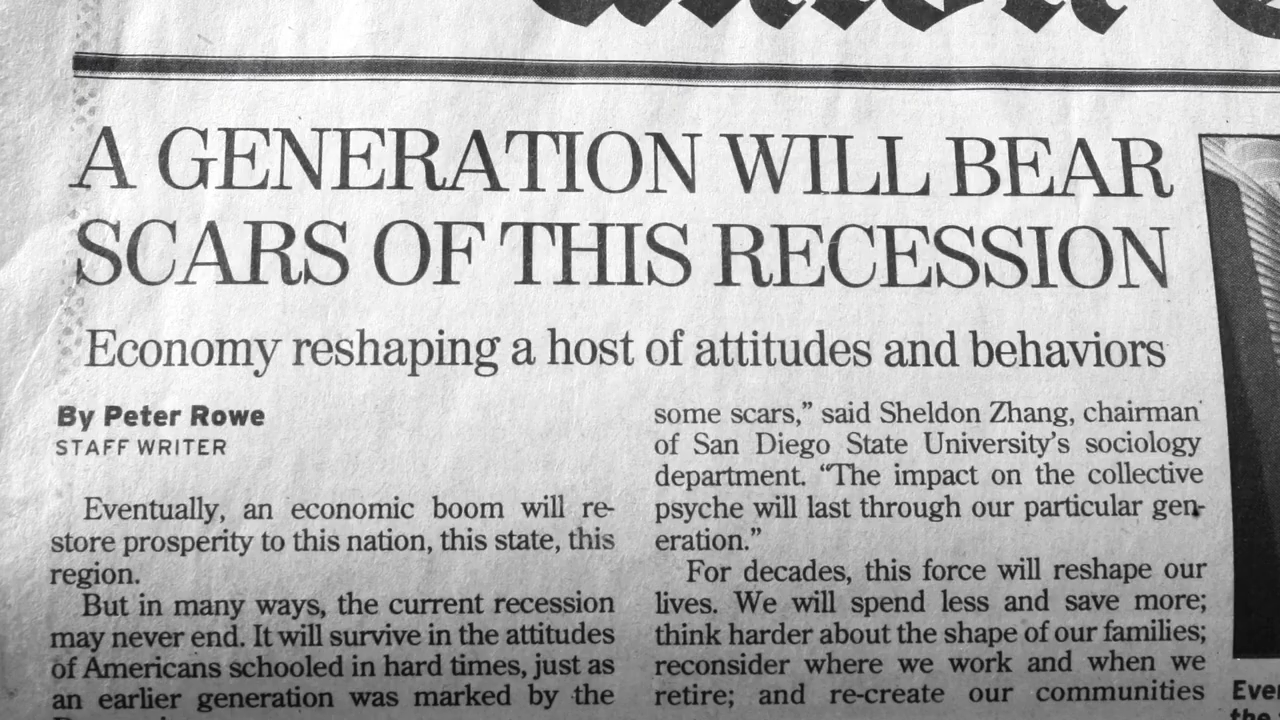 A GENERATION WILL BEAR
SCARS OF THIS RECESSION
Economy reshaping a host of attitudes and behaviors
By Peter Rowe
STAFF WRITER
Eventually, an economic boom will re-
store prosperity to this nation, this state, this
region.
But in many ways, the current recession
may never end. It will survive in the attitudes
of Americans schooled in hard times, just as
an earlier generation was marked by the
some scars,” said Sheldon Zhang, chairman
of San Diego State University’s sociology
department. “The impact on the collective
psyche will last through our particular gen-
eration.”
For decades, this force will reshape our
lives. We will spend less and save more;
think harder about the shape of our families;
reconsider where we work and when we
retire; and re-create our communities